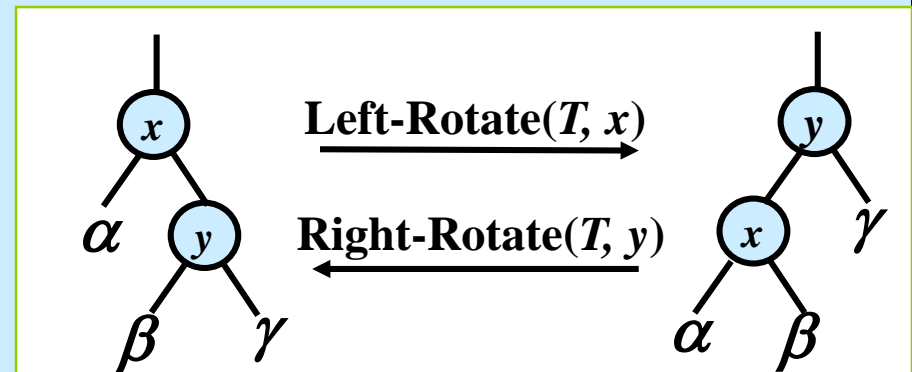 Left-Rotate(T, x)
x y
α y Right-Rotate(T, y) x γ
β γ α β